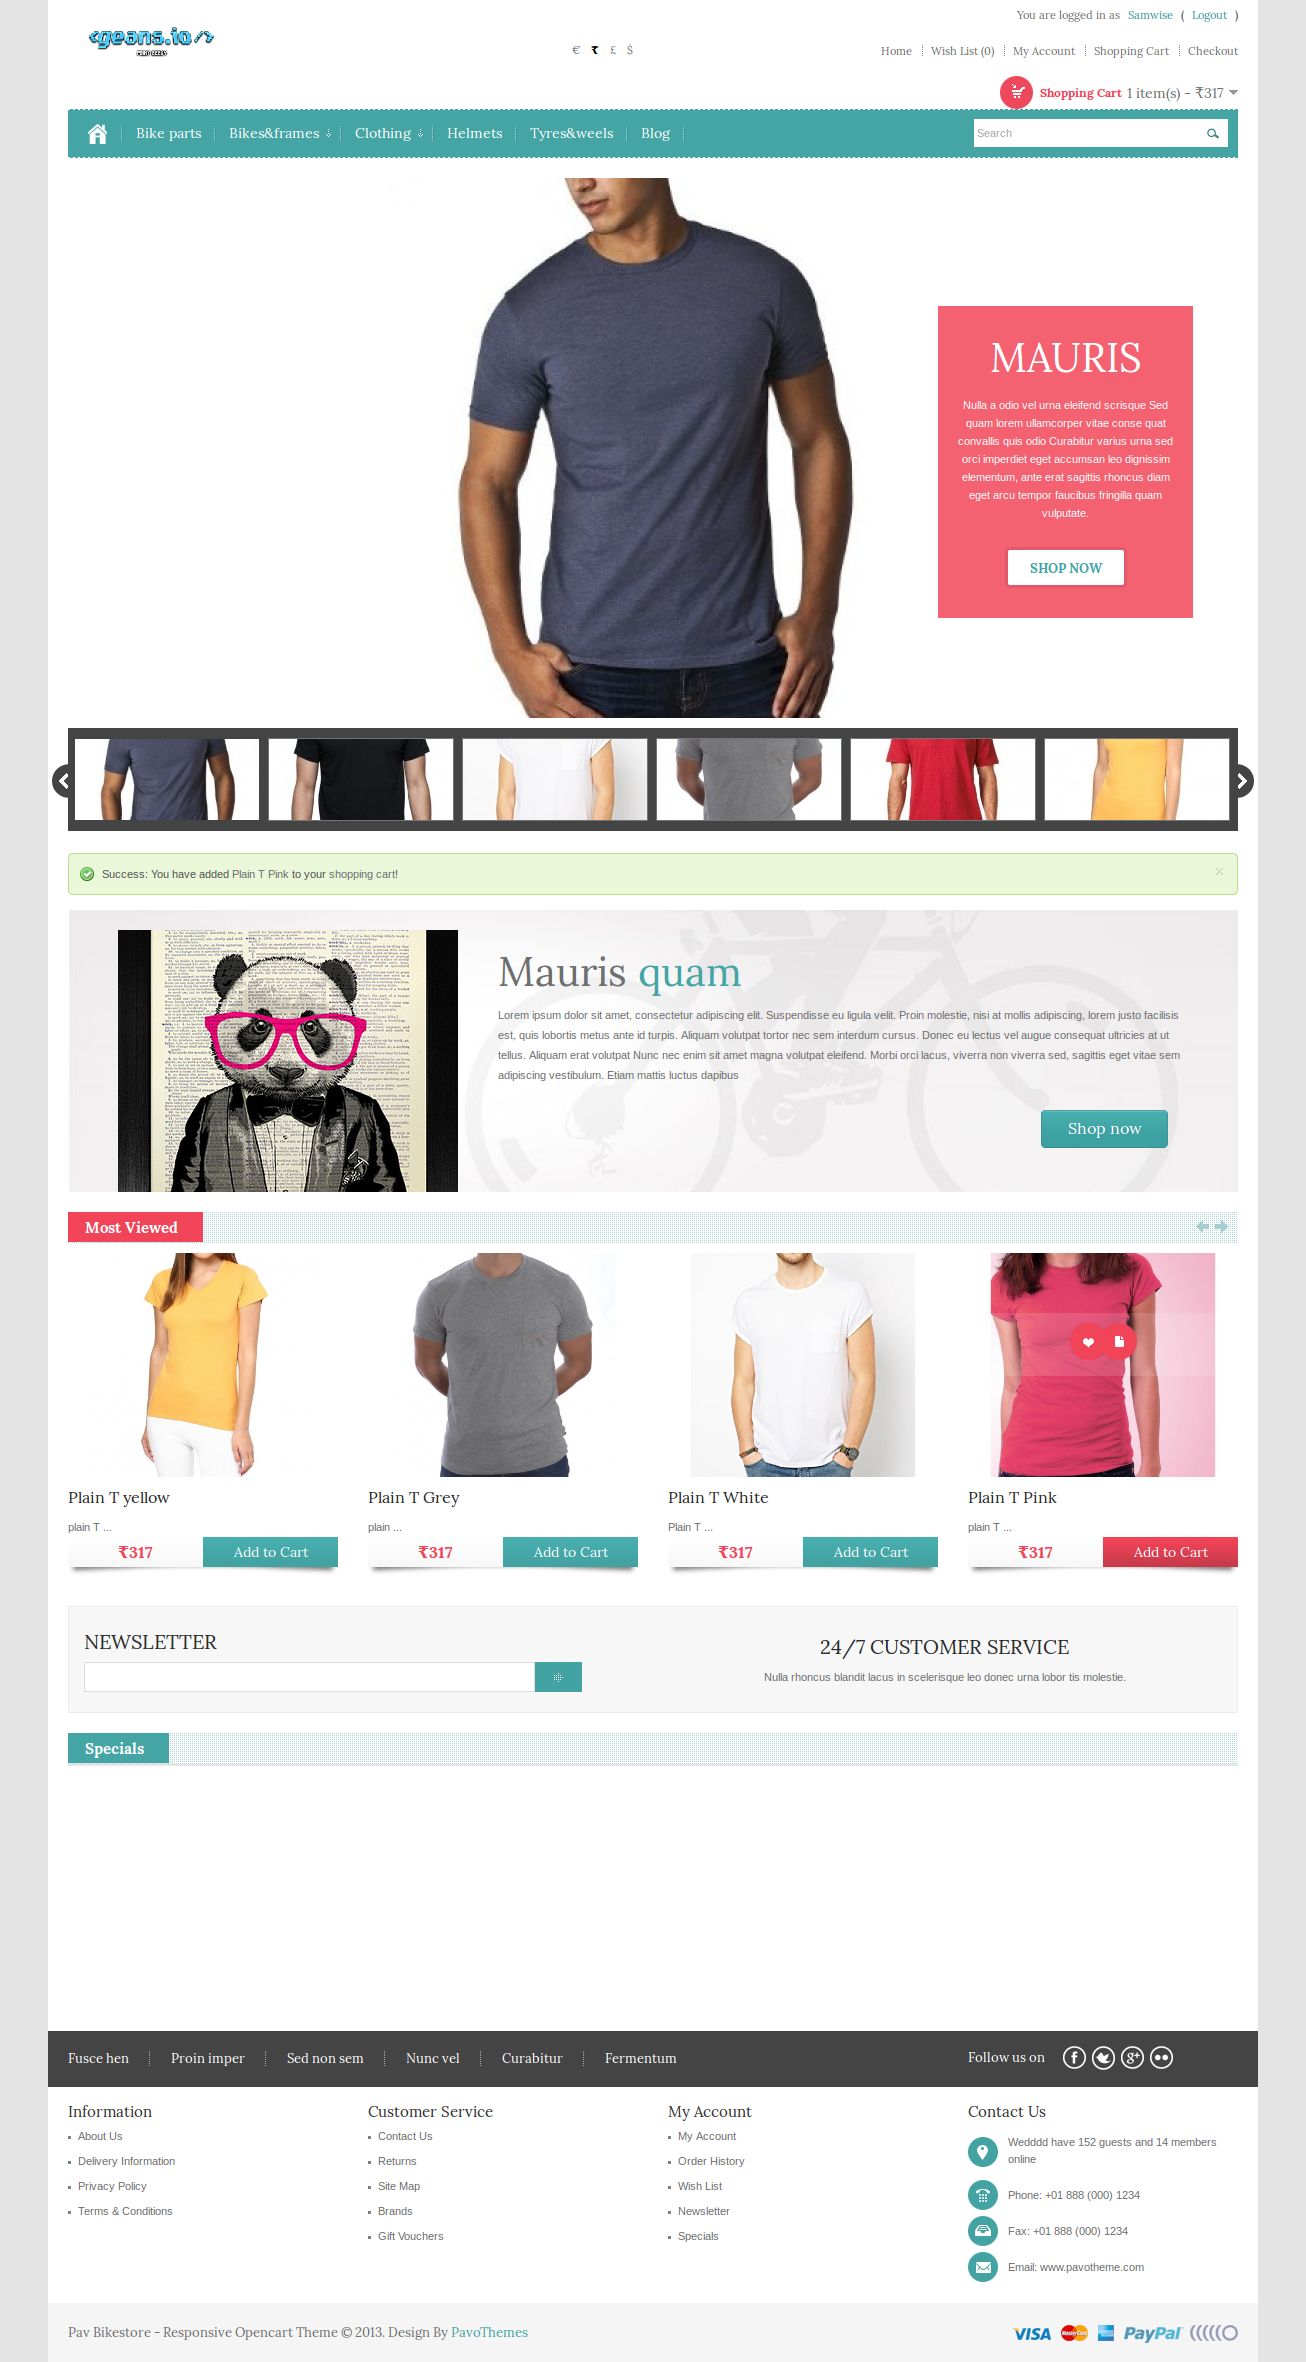 You are logged in as Samwise ( Logout )
<geans.io/>
PRINT-GEEKY
€ ₹ £ $
Home Wish List (0) My Account Shopping Cart Checkout
Shopping Cart 1 item(s) - ₹317
Bike parts Bikes&frames Clothing Helmets Tyres&weels Blog Search
MAURIS
Nulla a odio vel urna eleifend scrisque Sed
quam lorem ullamcorper vitae conse quat
convallis quis odio Curabitur varius urna sed
orci imperdiet eget accumsan leo dignissim
elementum, ante erat sagittis rhoncus diam
eget arcu tempor faucibus fringilla quam
vulputate.
SHOP NOW
Success: You have added Plain T Pink to your shopping cart!
Mauris quam
Lorem ipsum dolor sit amet, consectetur adipiscing elit. Suspendisse eu ligula velit. Proin molestie, nisi at mollis adipiscing, lorem justo facilisis
est, quis lobortis metus ante id turpis. Aliquam volutpat tortor nec sem interdum cursus. Donec eu lectus vel augue consequat ultricies at ut
tellus. Aliquam erat volutpat Nunc nec enim sit amet magna volutpat eleifend. Morbi orci lacus, viverra non viverra sed, sagittis eget vitae sem
adipiscing vestibulum. Etiam mattis luctus dapibus
Shop now
Most Viewed
Plain T yellow Plain T Grey Plain T White Plain T Pink
plain T ... plain ... Plain T ... plain T ...
₹317 Add to Cart ₹317 Add to Cart ₹317 Add to Cart ₹317 Add to Cart
NEWSLETTER
24/7 CUSTOMER SERVICE
Nulla rhoncus blandit lacus in scelerisque leo donec urna lobor tis molestie.
Specials
Fusce hen Proin imper Sed non sem Nunc vel Curabitur Fermentum Follow us on
Information
About Us
Delivery Information
Privacy Policy
Terms & Conditions
Customer Service
Contact Us
Returns
Site Map
Brands
Gift Vouchers
My Account
My Account
Order History
Wish List
Newsletter
Specials
Contact Us
Wedddd have 152 guests and 14 members
online
Phone: +01 888 (000) 1234
Fax: +01 888 (000) 1234
Email: www.pavotheme.com
Pav Bikestore - Responsive Opencart Theme © 2013. Design By PavoThemes
VISA MasterCard PayPal